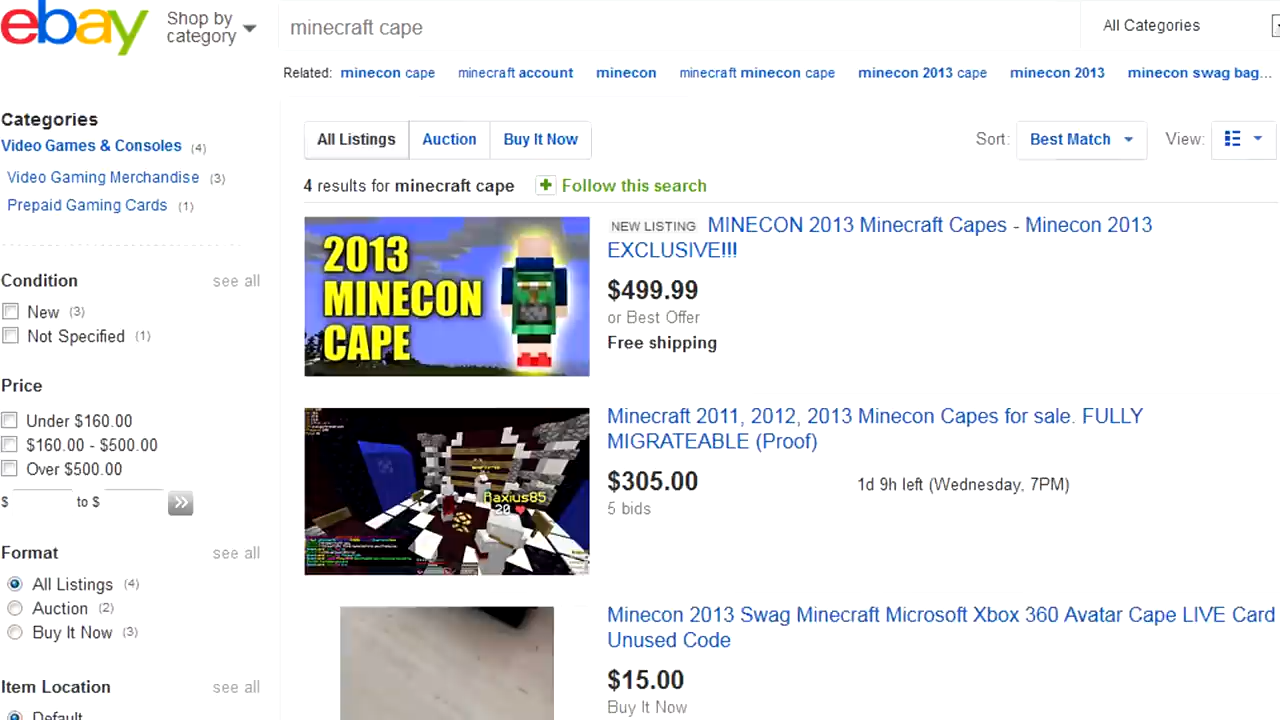 ebay
Shop by
category
minecraft cape
All Categories
Related: minecon cape minecraft account minecon minecraft minecon cape minecon 2013 cape minecon 2013 minecon swag bag...
Categories
Video Games & Consoles (4)
Video Gaming Merchandise (3)
Prepaid Gaming Cards (1)
Condition see all
New (3)
Not Specified (1)
Price
Under $160.00
$160.00 - $500.00
Over $500.00
$ to $
Format see all
All Listings (4)
Auction (2)
Buy It Now (3)
Item Location see all
Default
All Listings Auction Buy It Now
Sort: Best Match View:
4 results for minecraft cape Follow this search
2013
MINECON
CAPE
NEW LISTING MINECON 2013 Minecraft Capes - Minecon 2013
EXCLUSIVE!!!
$499.99
or Best Offer
Free shipping
Raxius85
20
Minecraft 2011, 2012, 2013 Minecon Capes for sale. FULLY
MIGRATEABLE (Proof)
$305.00 1d 9h left (Wednesday, 7PM)
5 bids
Minecon 2013 Swag Minecraft Microsoft Xbox 360 Avatar Cape LIVE Card
Unused Code
$15.00
Buy It Now